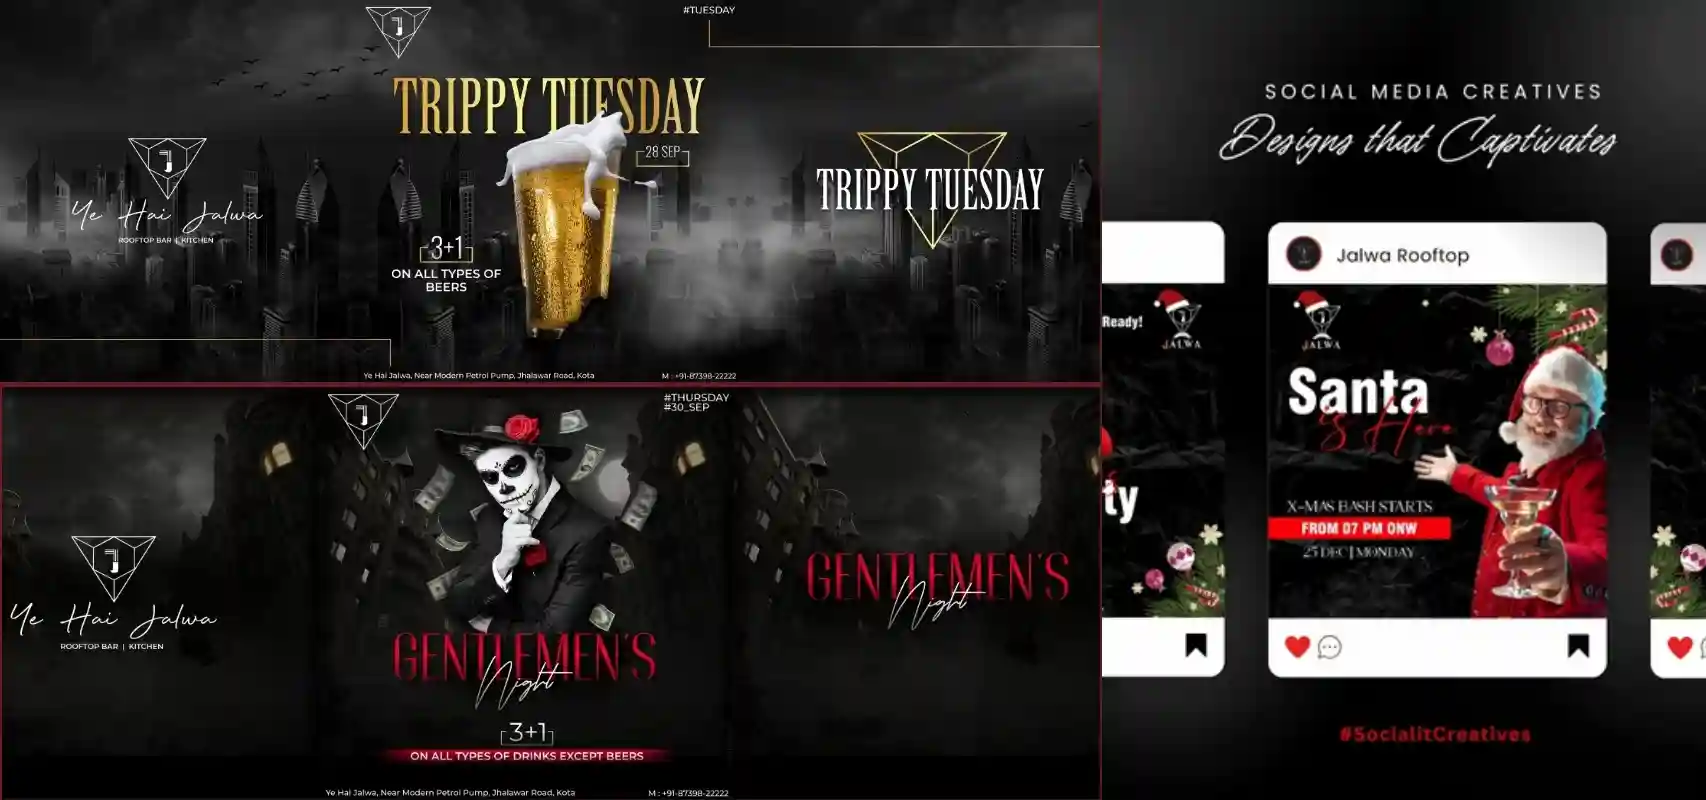 #TUESDAY
TRIPPY TUESDAY
28 SEP
Ye Hai Jalwa
ROOFTOP BAR | KITCHEN
TRIPPY TUESDAY
3+1
ON ALL TYPES OF
BEERS
Ye Hai Jalwa, Near Modern Petrol Pump, Jhalawar Road, Kota
M : +91-87398-22222
#THURSDAY
#30_SEP
Ye Hai Jalwa
ROOFTOP BAR | KITCHEN
GENTLEMEN'S
Night
3+1
ON ALL TYPES OF DRINKS EXCEPT BEERS
GENTLEMEN'S
Night
Ye Hai Jalwa, Near Modern Petrol Pump, Jhalawar Road, Kota
M : +91-87398-22222
SOCIAL MEDIA CREATIVES
Designs that Captivates
Ready!
JALWA
ty
Jalwa Rooftop
JALWA
Santa
is Here
X-MAS BASH STARTS
FROM 07 PM ONW
25 DEC | MONDAY
#SocialitCreatives